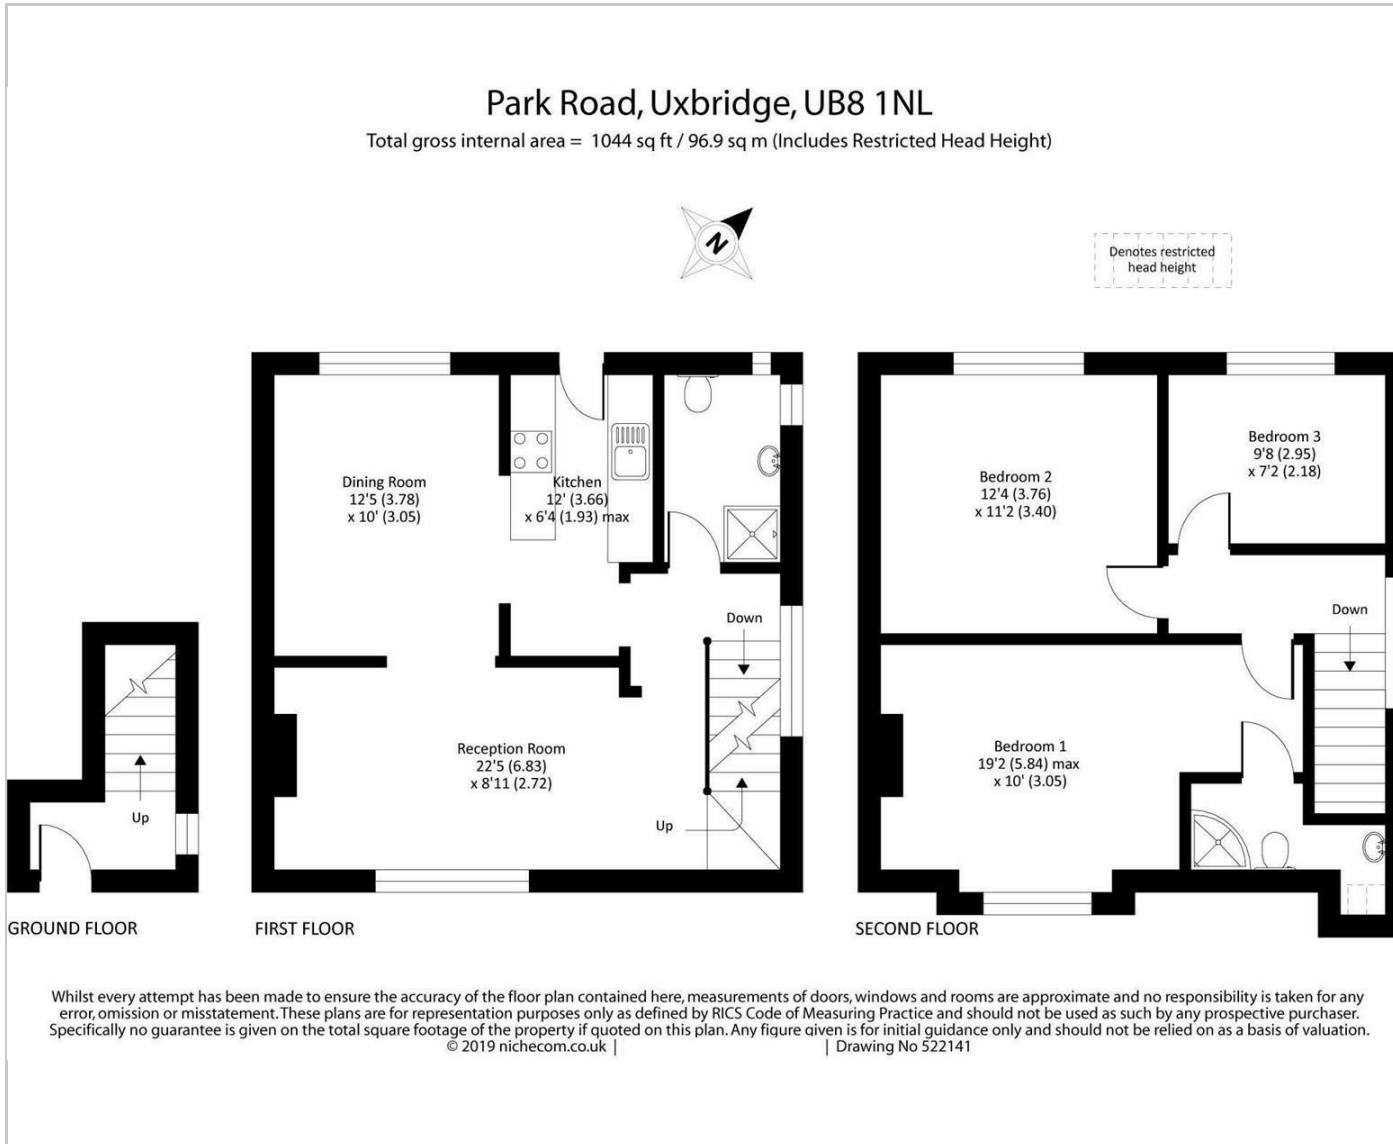 Park Road, Uxbridge, UB8 1NL
Total gross internal area = 1044 sq ft / 96.9 sq m (Includes Restricted Head Height)
N
Denotes restricted
head height
Dining Room
12'5 (3.78)
x 10' (3.05)
Kitchen
12' (3.66)
x 6'4 (1.93) max
Down
Reception Room
22'5 (6.83)
x 8'11 (2.72)
Up
Up
Bedroom 2
12'4 (3.76)
x 11'2 (3.40)
Bedroom 3
9'8 (2.95)
x 7'2 (2.18)
Down
Bedroom 1
19'2 (5.84) max
x 10' (3.05)
GROUND FLOOR
FIRST FLOOR
SECOND FLOOR
Whilst every attempt has been made to ensure the accuracy of the floor plan contained here, measurements of doors, windows and rooms are approximate and no responsibility is taken for any
error, omission or misstatement. These plans are for representation purposes only as defined by RICS Code of Measuring Practice and should not be used as such by any prospective purchaser.
Specifically no guarantee is given on the total square footage of the property if quoted on this plan. Any figure given is for initial guidance only and should not be relied on as a basis of valuation.
© 2019 nichecom.co.uk | | Drawing No 522141